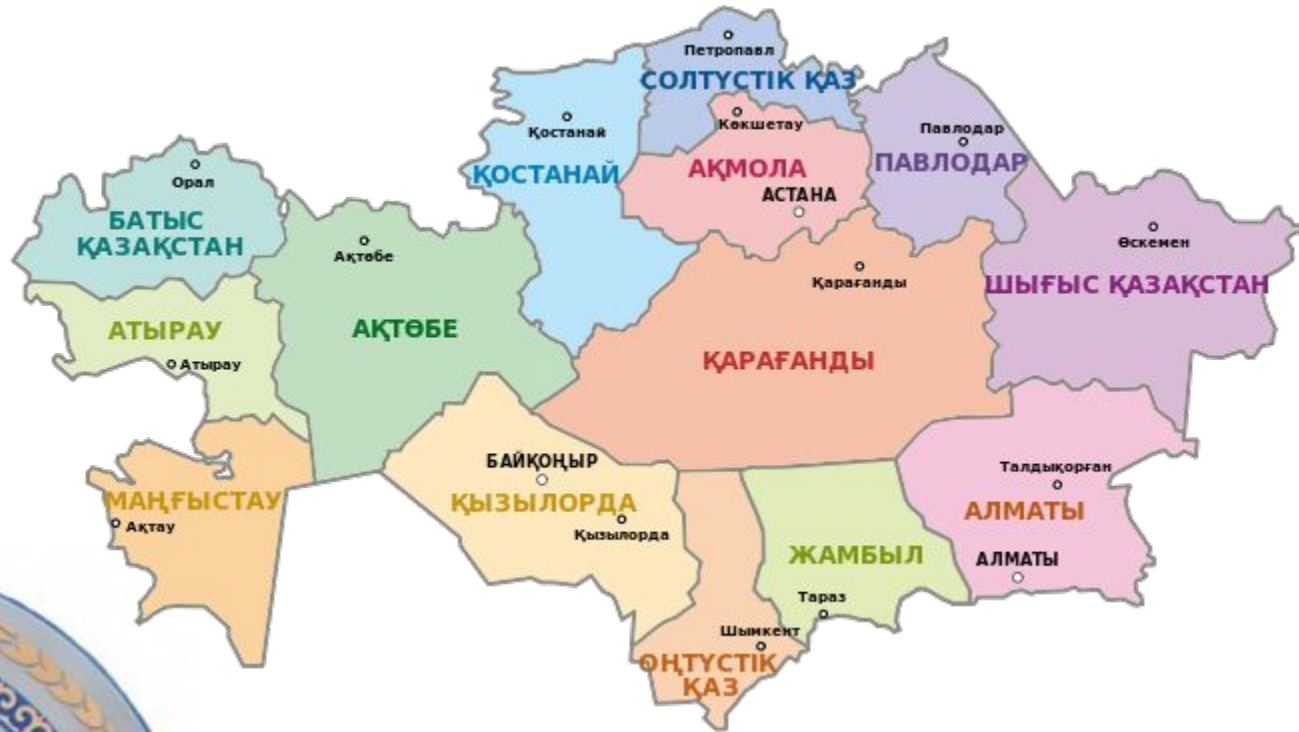 Петропавл
СОЛТҮСТІК ҚАЗ
Көкшетау
Қостанай
Павлодар
ПАВЛОДАР
ҚОСТАНАЙ
АҚМОЛА
АСТАНА
Орал
БАТЫС
ҚАЗАҚСТАН
Ақтөбе
Өскемен
Қарағанды
ШЫҒЫС ҚАЗАҚСТАН
АТЫРАУ
АҚТӨБЕ
Атырау
ҚАРАҒАНДЫ
БАЙҚОҢЫР
Талдықорған
МАҢҒЫСТАУ
ҚЫЗЫЛОРДА
АЛМАТЫ
Ақтау
Қызылорда
ЖАМБЫЛ
АЛМАТЫ
Тараз
Шымкент
ОҢТҮСТІК
ҚАЗ